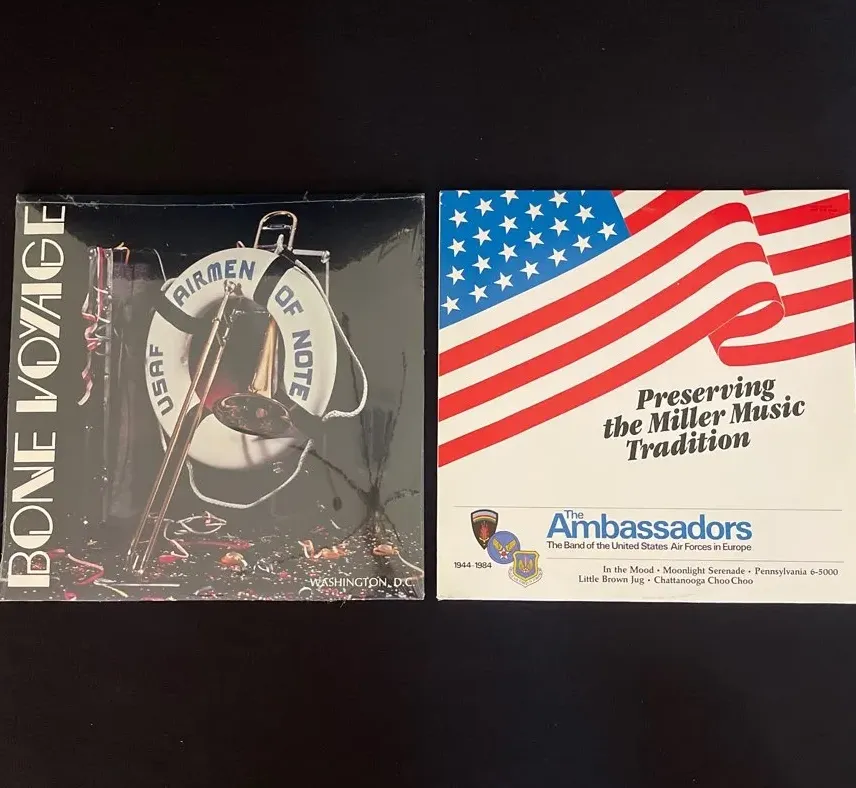 BONE VOYAGE
USAF
AIRMEN
OF NOTE
WASHINGTON, D.C.
Preserving
the Miller Music
Tradition
The
Ambassadors
The Band of the United States Air Forces in Europe
1944-1984
In the Mood • Moonlight Serenade • Pennsylvania 6-5000
Little Brown Jug • Chattanooga Choo Choo